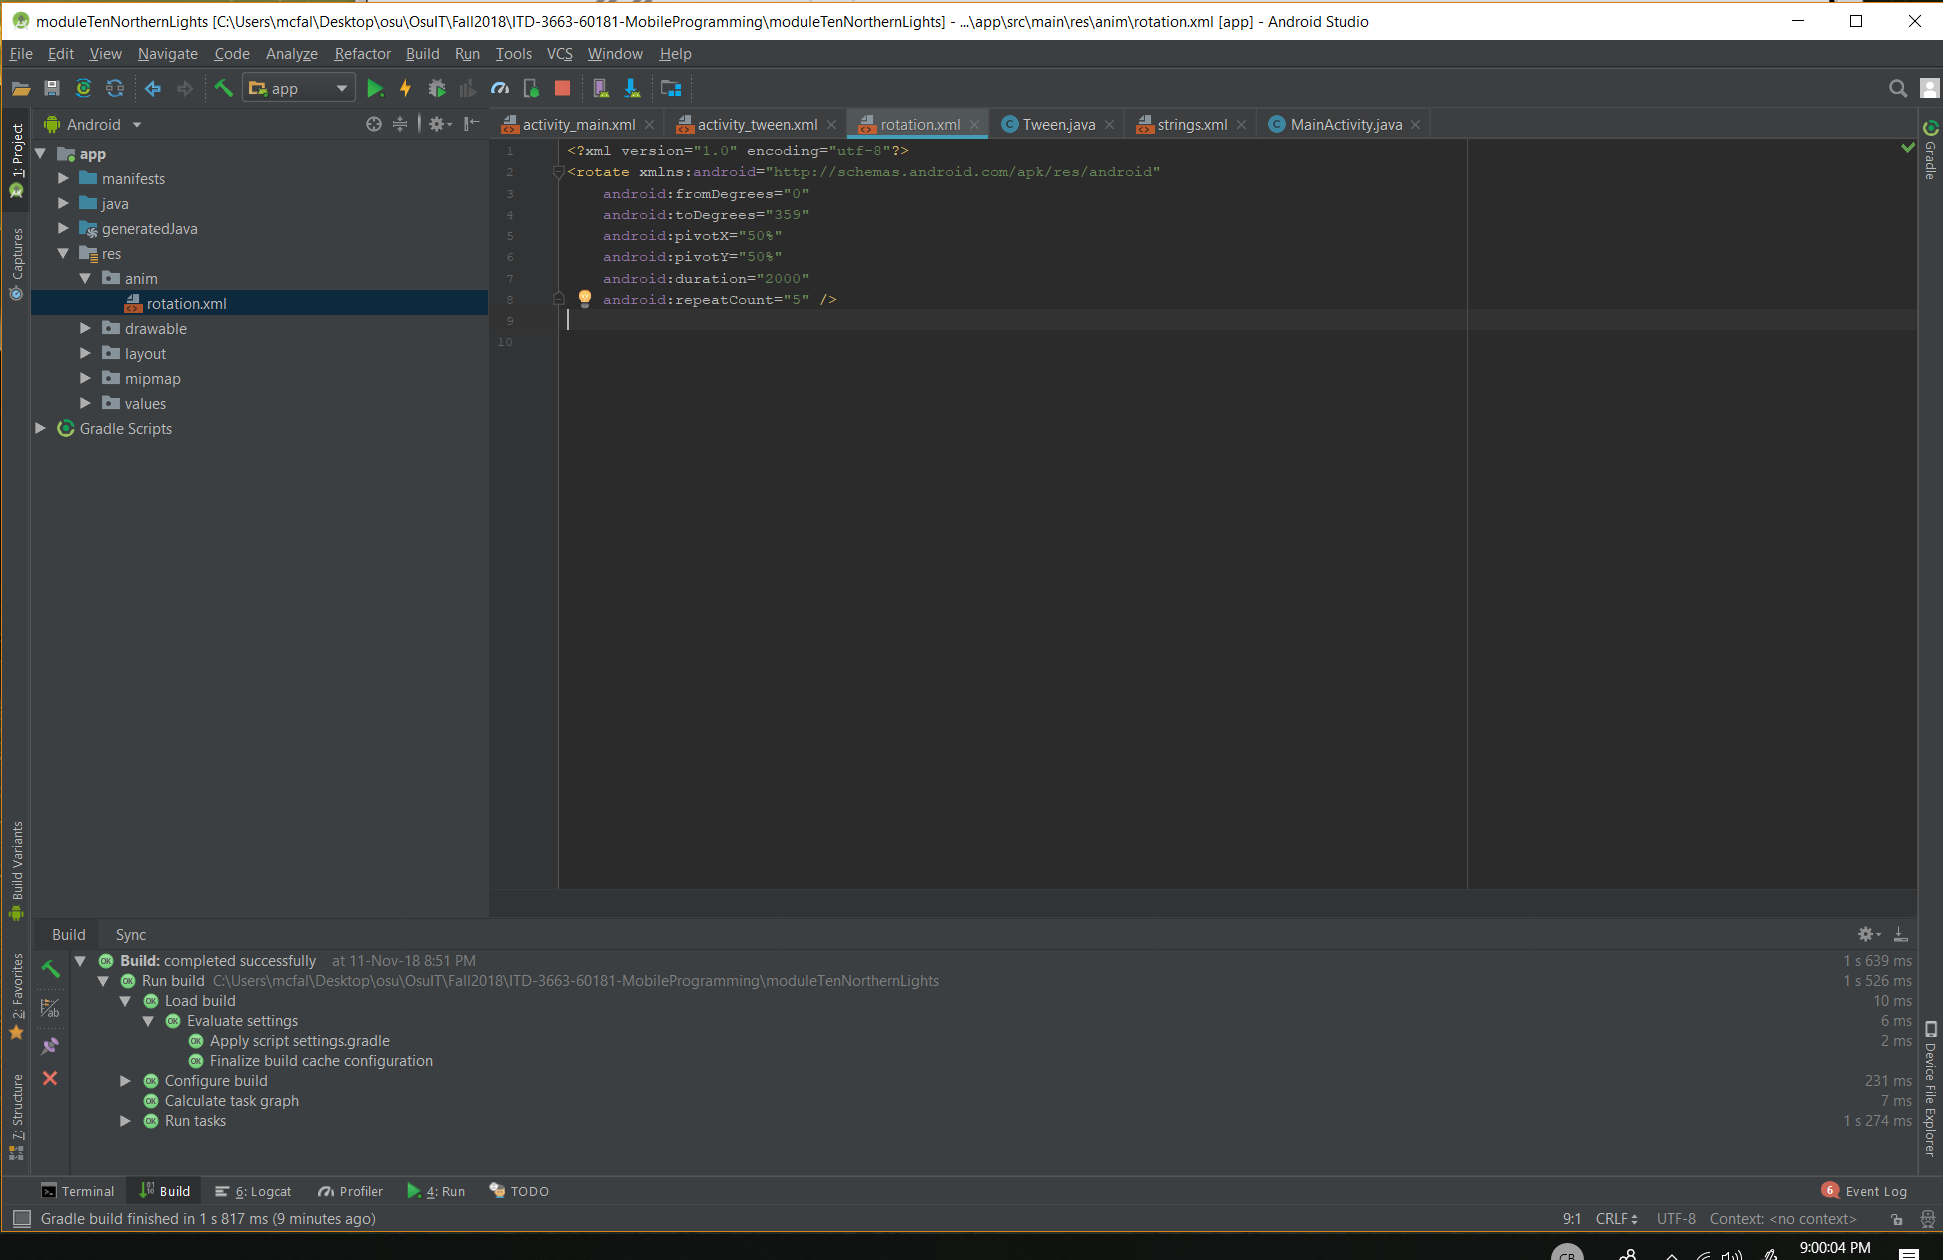 moduleTenNorthernLights [C:\Users\mcfal\Desktop\osu\OsuIT\Fall2018\ITD-3663-60181-MobileProgramming\moduleTenNorthernLights] - ...\app\src\main\res\anim\rotation.xml [app] - Android Studio
File Edit View Navigate Code Analyze Refactor Build Run Tools VCS Window Help
app
Android
activity_main.xml activity_tween.xml rotation.xml Tween.java strings.xml MainActivity.java
1: Project
Captures
Build Variants
2: Favorites
Z: Structure
app
manifests
java
generatedJava
res
anim
rotation.xml
drawable
layout
mipmap
values
Gradle Scripts
1 <?xml version="1.0" encoding="utf-8"?>
2 <rotate xmlns:android="http://schemas.android.com/apk/res/android"
3 android:fromDegrees="0"
4 android:toDegrees="359"
5 android:pivotX="50%"
6 android:pivotY="50%"
7 android:duration="2000"
8 android:repeatCount="5" />
9
10
Gradle
Device File Explorer
Build Sync
Build: completed successfully at 11-Nov-18 8:51 PM 1 s 639 ms
Run build C:\Users\mcfal\Desktop\osu\OsuIT\Fall2018\ITD-3663-60181-MobileProgramming\moduleTenNorthernLights 1 s 526 ms
Load build 10 ms
Evaluate settings 6 ms
Apply script settings.gradle 2 ms
Finalize build cache configuration
Configure build 231 ms
Calculate task graph 7 ms
Run tasks 1 s 274 ms
Terminal Build 6: Logcat Profiler 4: Run TODO 6 Event Log
Gradle build finished in 1 s 817 ms (9 minutes ago) 9:1 CRLF UTF-8 Context: <no context>
9:00:04 PM